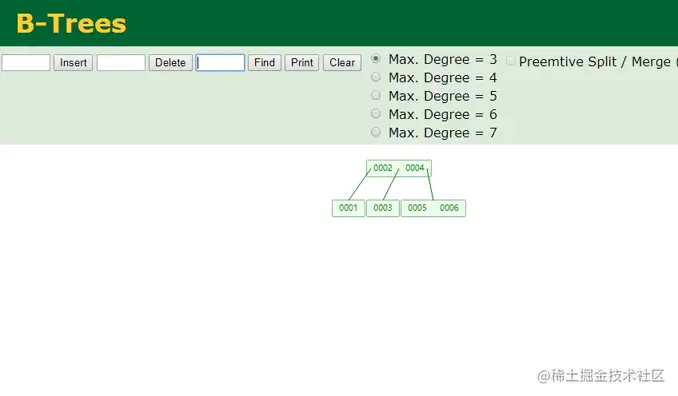 B-Trees
Insert Delete Find Print Clear
Max. Degree = 3
Max. Degree = 4
Max. Degree = 5
Max. Degree = 6
Max. Degree = 7
Preemtive Split / Merge (
0002 0004
0001 0003 0005 0006
@稀土掘金技术社区